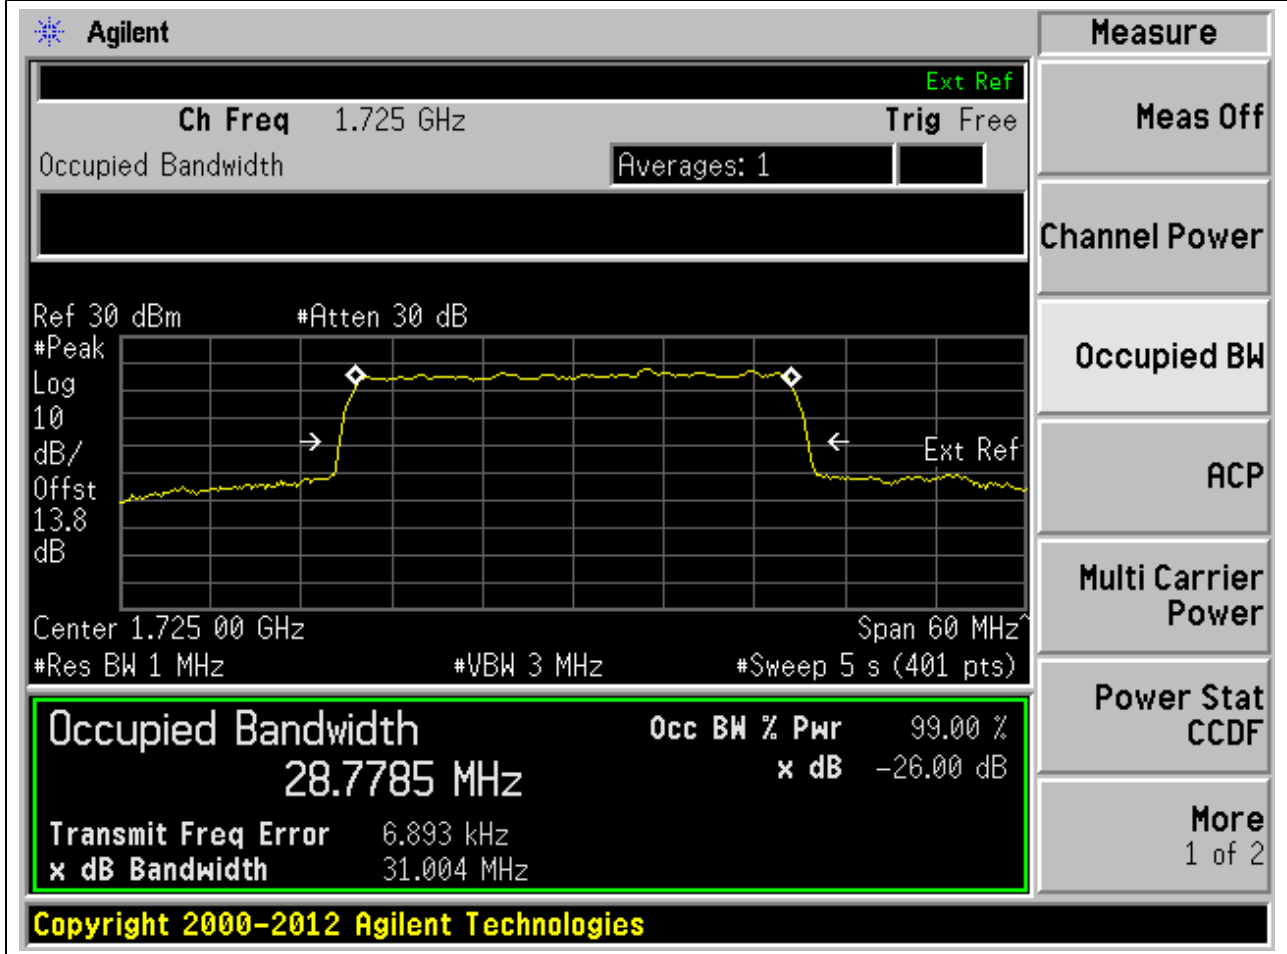 Agilent
Measure
Ext Ref
Ch Freq 1.725 GHz Trig Free
Meas Off
Occupied Bandwidth Averages: 1
Channel Power
Ref 30 dBm #Atten 30 dB
#Peak
Log
10
dB/
Offst
13.8
dB
Ext Ref
Occupied BW
ACP
Center 1.725 00 GHz Span 60 MHz^
#Res BW 1 MHz #VBW 3 MHz #Sweep 5 s (401 pts)
Multi Carrier
Power
Occupied Bandwidth Occ BW % Pwr 99.00 %
28.7785 MHz x dB -26.00 dB
Transmit Freq Error 6.893 kHz
x dB Bandwidth 31.004 MHz
Power Stat
CCDF
More
1 of 2
Copyright 2000-2012 Agilent Technologies